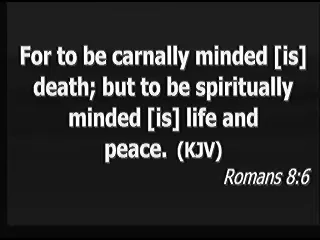 For to be carnally minded [is]
death; but to be spiritually
minded [is] life and
peace. (KJV)
Romans 8:6